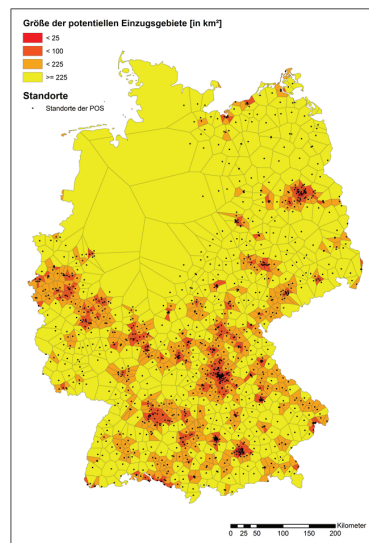 Größe der potentiellen Einzugsgebiete [in km²]
< 25
< 100
< 225
>= 225
Standorte
Standorte der POS
Kilometer
0 25 50 100 150 200